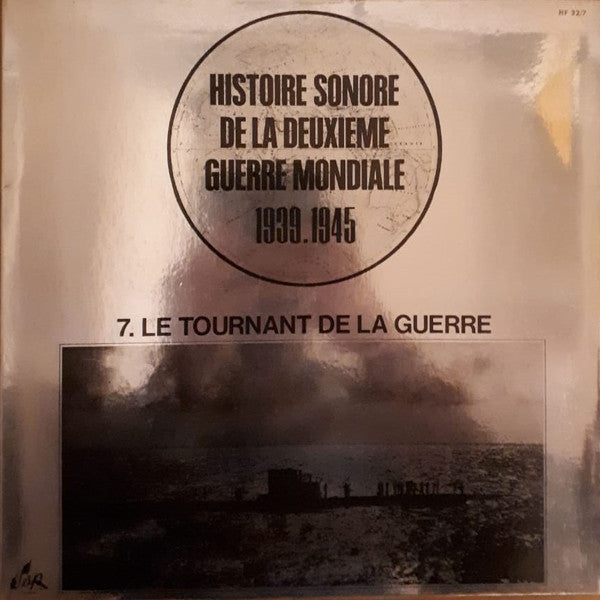 HF 32/7
HISTOIRE SONORE
DE LA DEUXIEME
GUERRE MONDIALE
1939.1945
7. LE TOURNANT DE LA GUERRE